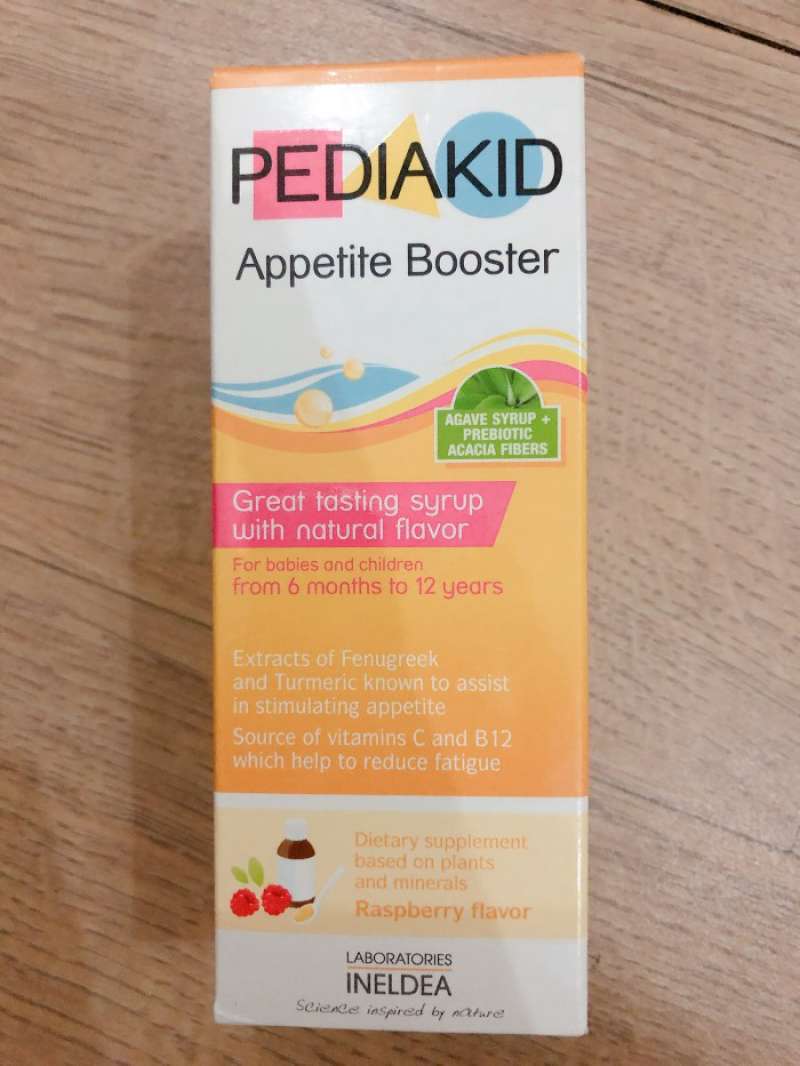 PEDIAKID
Appetite Booster
AGAVE SYRUP +
PREBIOTIC
ACACIA FIBERS
Great tasting syrup
with natural flavor
For babies and children
from 6 months to 12 years
Extracts of Fenugreek
and Turmeric known to assist
in stimulating appetite
Source of vitamins C and B12
which help to reduce fatigue
Dietary supplement
based on plants
and minerals
Raspberry flavor
LABORATORIES
INELDEA
Science inspired by nature